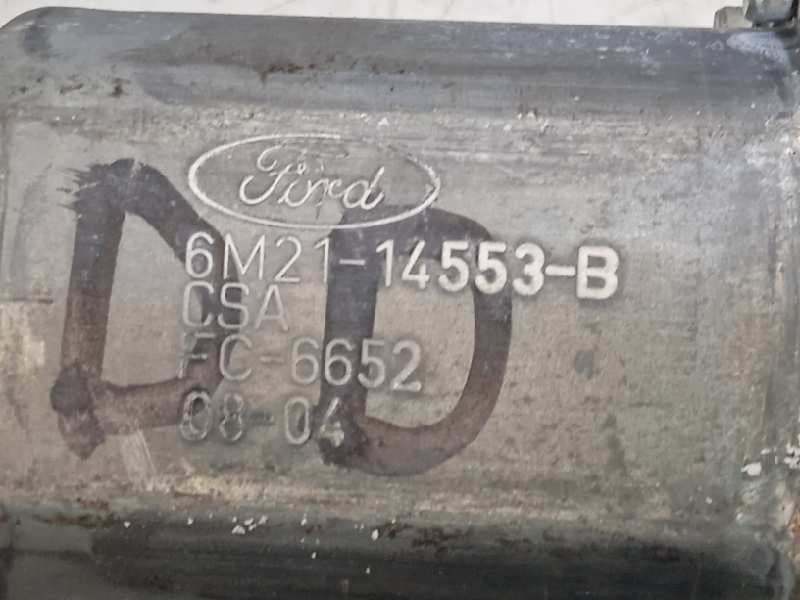 Ford
6M21-14553-B
CSA
FC-6652
08-04
DD